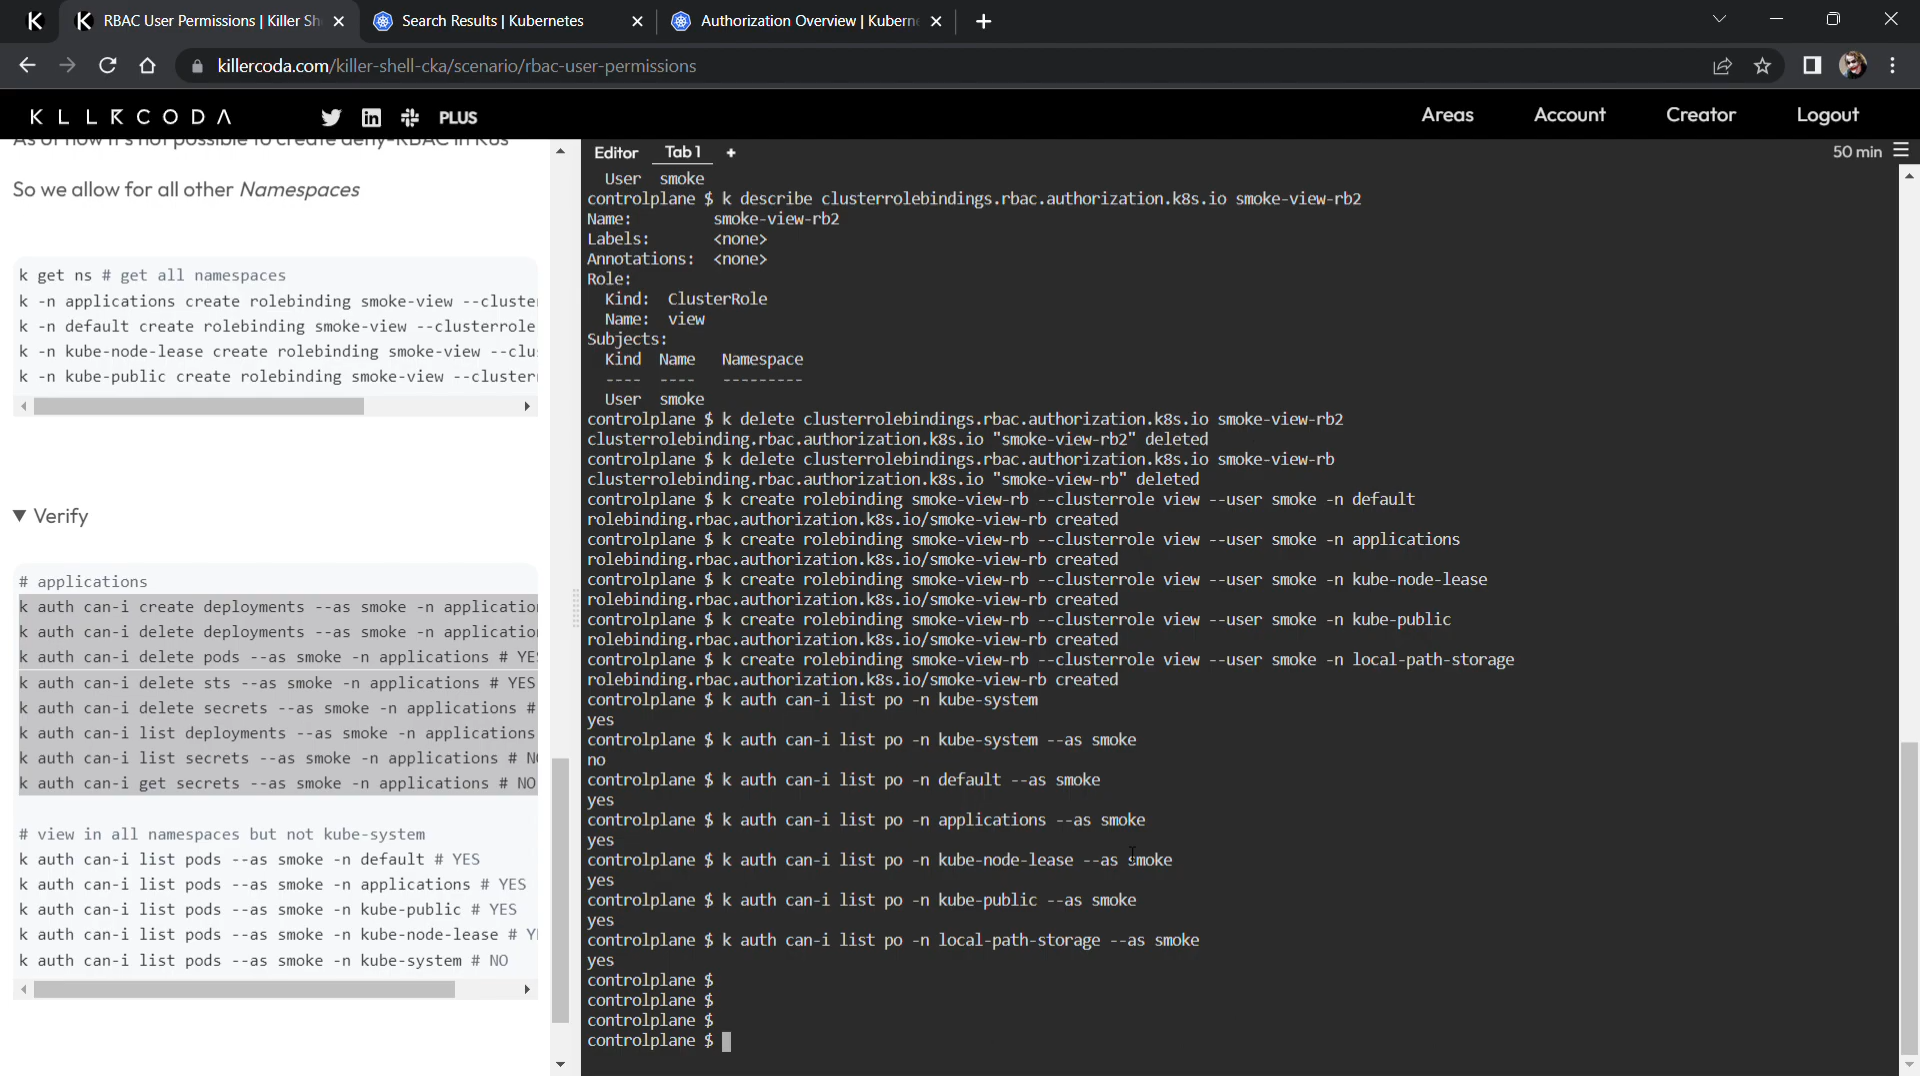 RBAC User Permissions | Killer Sh
Search Results | Kubernetes
Authorization Overview | Kuberne
killercoda.com/killer-shell-cka/scenario/rbac-user-permissions
KLLRCODA
PLUS
Areas
Account
Creator
Logout
As of now it's not possible to create deny-RBAC in K8s
So we allow for all other Namespaces
k get ns # get all namespaces
k -n applications create rolebinding smoke-view --cluste
k -n default create rolebinding smoke-view --clusterrole
k -n kube-node-lease create rolebinding smoke-view --clu
k -n kube-public create rolebinding smoke-view --cluster
▼ Verify
# applications
k auth can-i create deployments --as smoke -n applicatio
k auth can-i delete deployments --as smoke -n applicatio
k auth can-i delete pods --as smoke -n applications # YE
k auth can-i delete sts --as smoke -n applications # YES
k auth can-i delete secrets --as smoke -n applications #
k auth can-i list deployments --as smoke -n applications
k auth can-i list secrets --as smoke -n applications # N
k auth can-i get secrets --as smoke -n applications # NO
# view in all namespaces but not kube-system
k auth can-i list pods --as smoke -n default # YES
k auth can-i list pods --as smoke -n applications # YES
k auth can-i list pods --as smoke -n kube-public # YES
k auth can-i list pods --as smoke -n kube-node-lease # Y
k auth can-i list pods --as smoke -n kube-system # NO
Editor Tab 1 +
50 min
User smoke
controlplane $ k describe clusterrolebindings.rbac.authorization.k8s.io smoke-view-rb2
Name: smoke-view-rb2
Labels: <none>
Annotations: <none>
Role:
Kind: ClusterRole
Name: view
Subjects:
Kind Name Namespace
---- ---- ---------
User smoke
controlplane $ k delete clusterrolebindings.rbac.authorization.k8s.io smoke-view-rb2
clusterrolebinding.rbac.authorization.k8s.io "smoke-view-rb2" deleted
controlplane $ k delete clusterrolebindings.rbac.authorization.k8s.io smoke-view-rb
clusterrolebinding.rbac.authorization.k8s.io "smoke-view-rb" deleted
controlplane $ k create rolebinding smoke-view-rb --clusterrole view --user smoke -n default
rolebinding.rbac.authorization.k8s.io/smoke-view-rb created
controlplane $ k create rolebinding smoke-view-rb --clusterrole view --user smoke -n applications
rolebinding.rbac.authorization.k8s.io/smoke-view-rb created
controlplane $ k create rolebinding smoke-view-rb --clusterrole view --user smoke -n kube-node-lease
rolebinding.rbac.authorization.k8s.io/smoke-view-rb created
controlplane $ k create rolebinding smoke-view-rb --clusterrole view --user smoke -n kube-public
rolebinding.rbac.authorization.k8s.io/smoke-view-rb created
controlplane $ k create rolebinding smoke-view-rb --clusterrole view --user smoke -n local-path-storage
rolebinding.rbac.authorization.k8s.io/smoke-view-rb created
controlplane $ k auth can-i list po -n kube-system
yes
controlplane $ k auth can-i list po -n kube-system --as smoke
no
controlplane $ k auth can-i list po -n default --as smoke
yes
controlplane $ k auth can-i list po -n applications --as smoke
yes
controlplane $ k auth can-i list po -n kube-node-lease --as smoke
yes
controlplane $ k auth can-i list po -n kube-public --as smoke
yes
controlplane $ k auth can-i list po -n local-path-storage --as smoke
yes
controlplane $
controlplane $
controlplane $
controlplane $